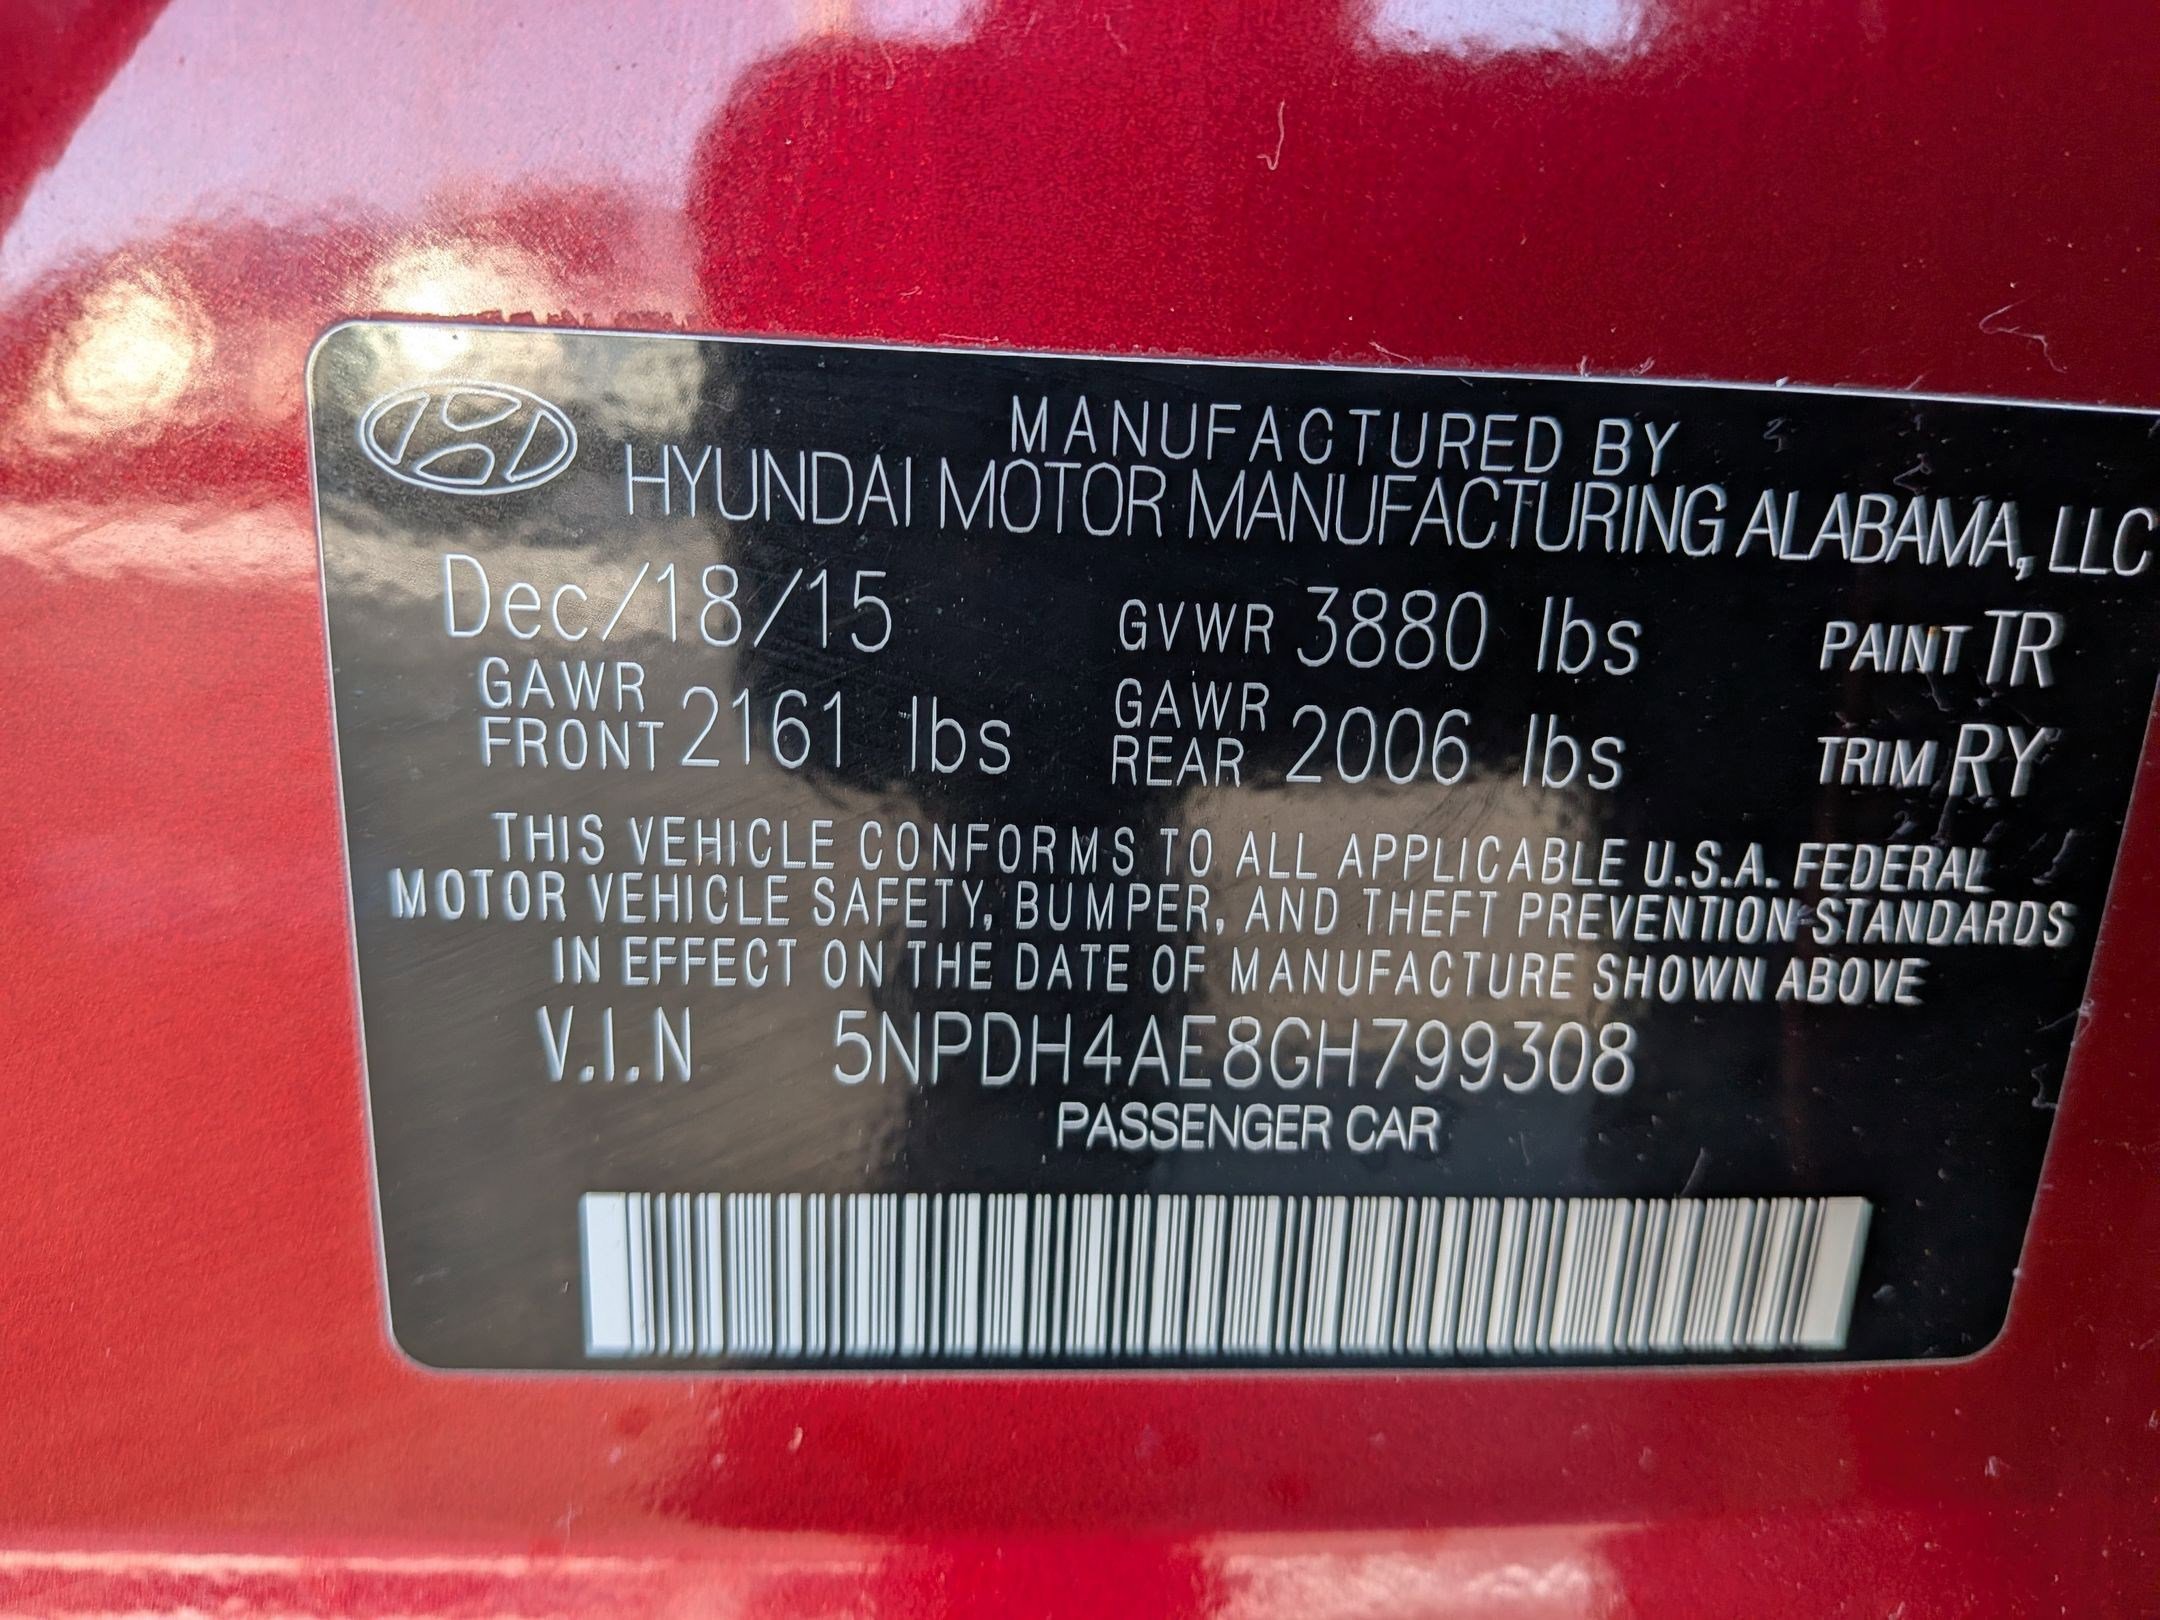 MANUFACTURED BY
HYUNDAI MOTOR MANUFACTURING ALABAMA, LLC
Dec/18/15 GVWR 3880 lbs PAINT TR
GAWR FRONT 2161 lbs GAWR REAR 2006 lbs TRIM RY
THIS VEHICLE CONFORMS TO ALL APPLICABLE U.S.A. FEDERAL
MOTOR VEHICLE SAFETY, BUMPER, AND THEFT PREVENTION STANDARDS
IN EFFECT ON THE DATE OF MANUFACTURE SHOWN ABOVE
V.I.N 5NPDH4AE8GH799308
PASSENGER CAR